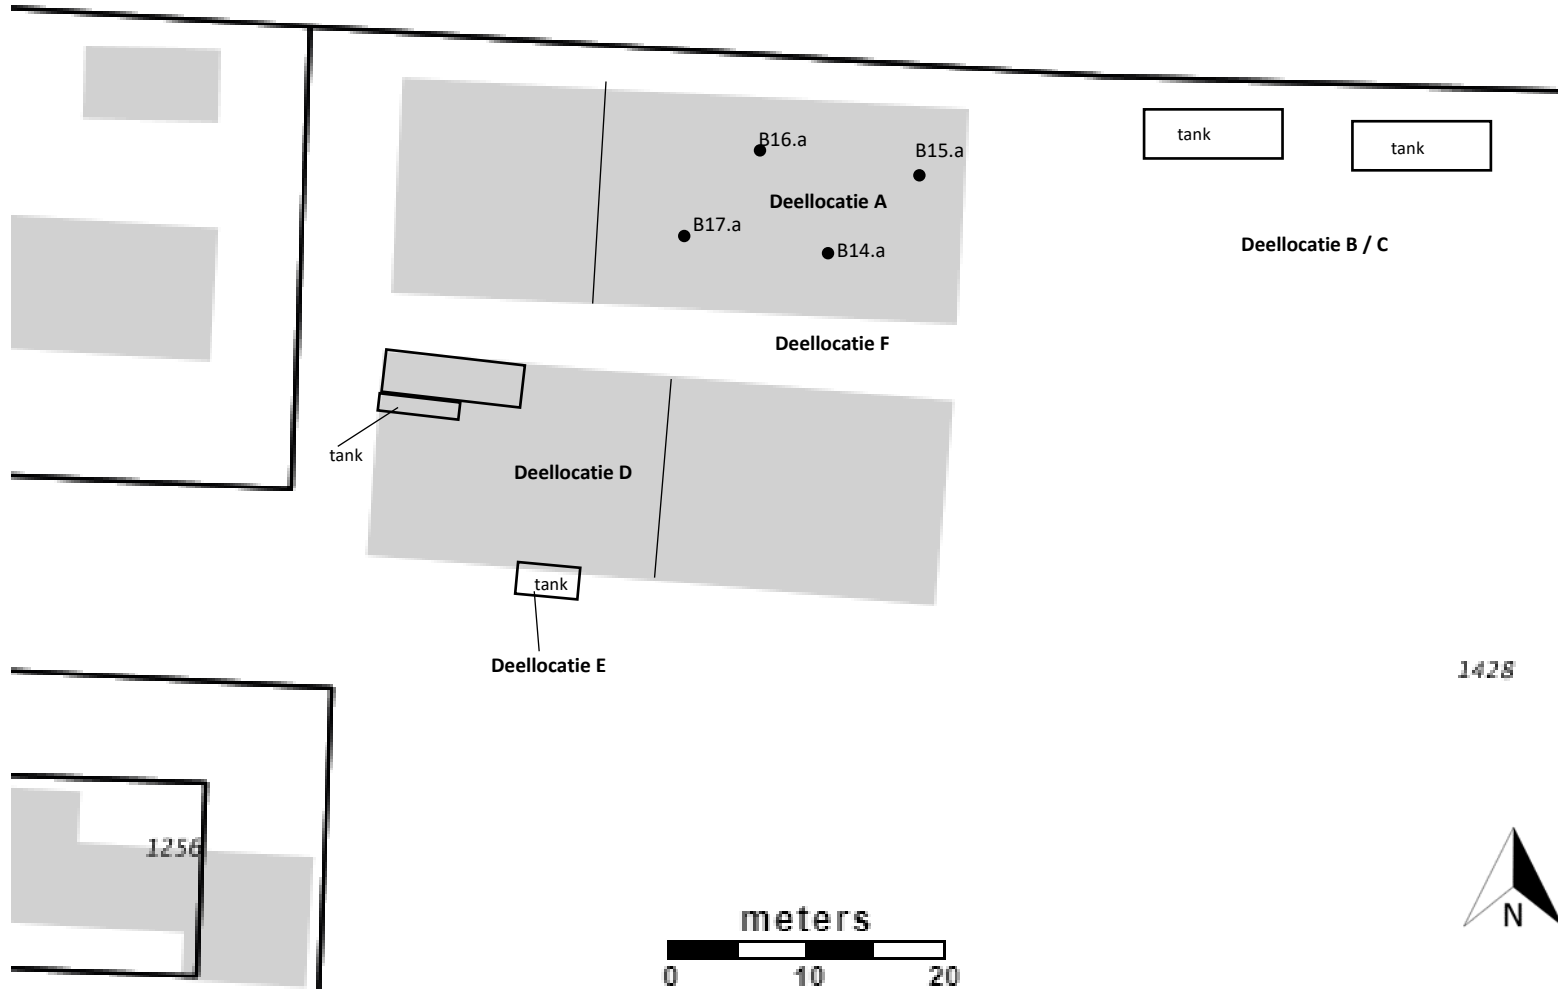 tank
tank
B16.a
B15.a
Deellocatie A
B17.a
B14.a
Deellocatie B / C
Deellocatie F
tank
Deellocatie D
tank
Deellocatie E
1428
1256
meters
0 10 20
N